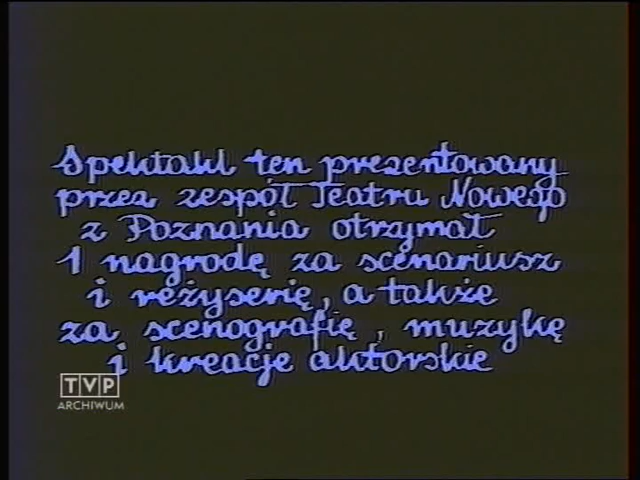 Spektakl ten prezentowany
przez zespół Teatru Nowego
z Poznania otrzymał
1 nagrodę za scenariusz
i reżyserię, a także
za scenografię, muzykę
i kreacje aktorskie
TVP
ARCHIWUM